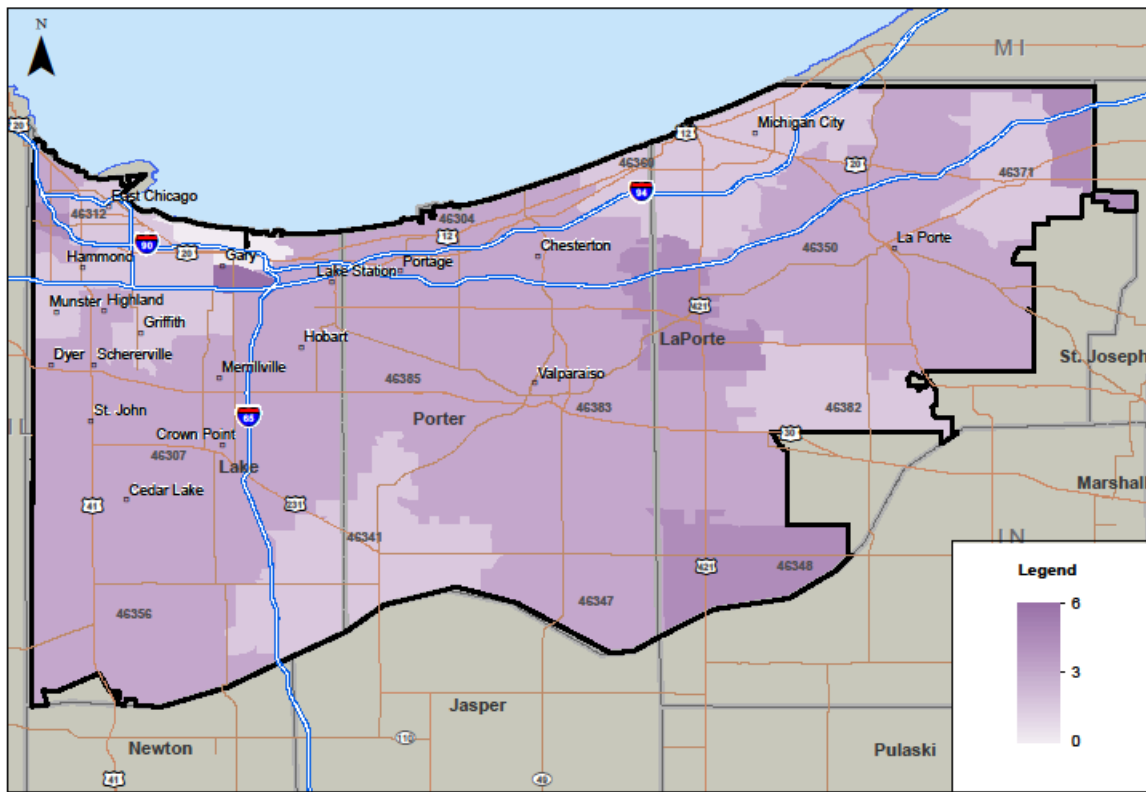 N
MI
20
12
Michigan City
46360
20
46371
94
East Chicago
46312
46304
12
90
20
Hammond
Gary
Chesterton
46350
La Porte
Lake Station
Portage
Munster
Highland
Griffith
421
Hobart
LaPorte
Dyer
Schererville
Merrillville
St. Joseph
46385
Valparaiso
St. John
65
Porter
46383
46382
Crown Point
30
46307
Lake
Marshall
Cedar Lake
41
231
46341
IN
421
46348
46356
46347
Legend
6
3
0
Jasper
Newton
110
Pulaski
41
49